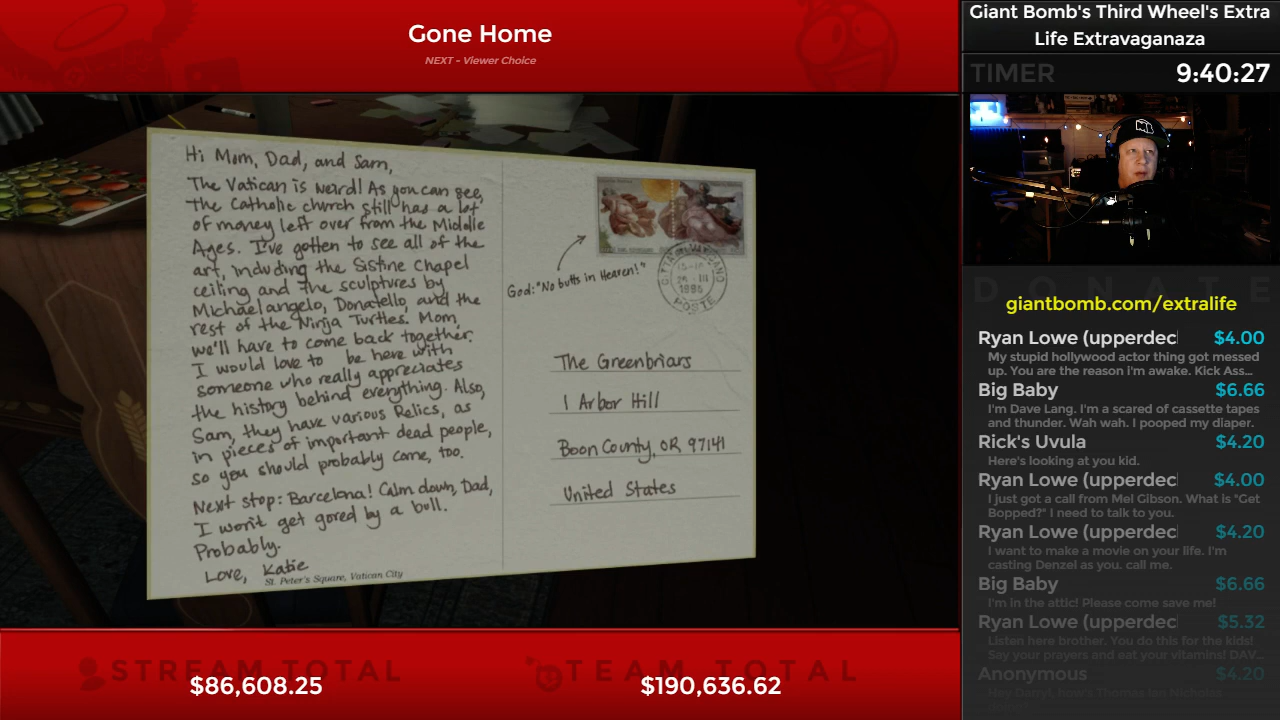 Gone Home
NEXT - Viewer Choice
Giant Bomb's Third Wheel's Extra
Life Extravaganaza
TIMER
9:40:27
Hi Mom, Dad, and Sam,
The Vatican is weird! As you can see,
the Catholic church still has a lot
of money left over from the Middle
Ages. I've gotten to see all of the
art, including the Sistine Chapel
ceiling and the sculptures by
Michaelangelo, Donatello, and the
rest of the Ninja Turtles. Mom,
we'll have to come back together.
I would love to be here with
someone who really appreciates
the history behind everything. Also,
Sam, they have various Relics, as
in pieces of important dead people,
so you should probably come, too.
Next stop: Barcelona! Calm down, Dad,
I won't get gored by a bull.
Probably.
Love, Katie
St. Peter's Square, Vatican City
God: "No butts in Heaven!"
POSTE
The Greenbriars
1 Arbor Hill
Boon County, OR 97141
United States
DONATE
giantbomb.com/extralife
Ryan Lowe (upperdec $4.00
My stupid hollywood actor thing got messed
up. You are the reason I'm awake. Kick Ass...
Big Baby $6.66
I'm Dave Lang. I'm a scared of cassette tapes
and thunder. Wah wah. I pooped my diaper.
Rick's Uvula $4.20
Here's looking at you kid.
Ryan Lowe (upperdec $4.00
I just got a call from Mel Gibson. What is "Get
Bopped?" I need to talk to you.
Ryan Lowe (upperdec $4.20
I want to make a movie on your life. I'm
casting Denzel as you. call me.
Big Baby $6.66
I'm in the attic! Please come save me!
Ryan Lowe (upperdec $5.32
Listen here brother. You do this for the kids!
Say your prayers and eat your vitamins! DAV...
Anonymous $4.20
STREAM TOTAL
$86,608.25
TEAM TOTAL
$190,636.62